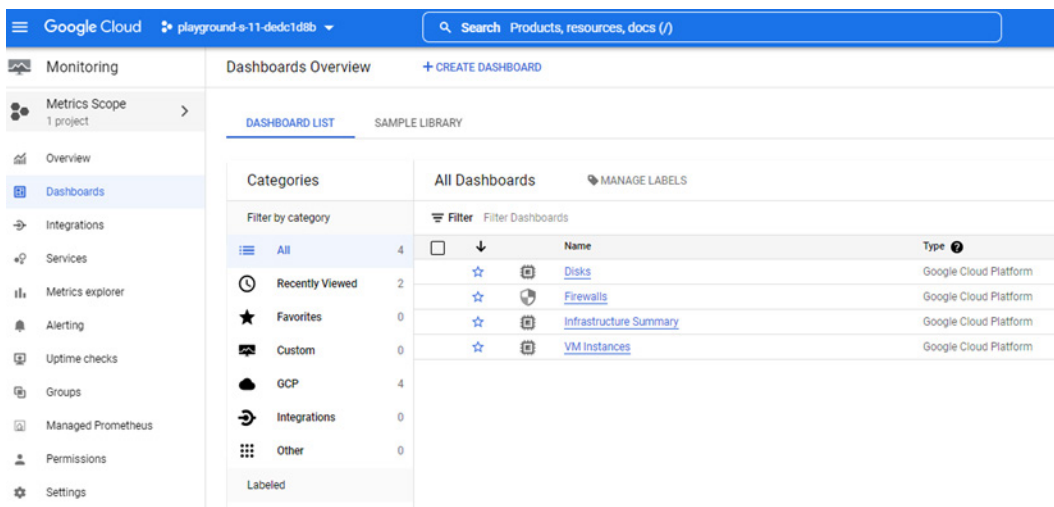 Google Cloud playground-s-11-dedc1d8b Search Products, resources, docs (/)
Monitoring
Metrics Scope
1 project
Overview
Dashboards
Integrations
Services
Metrics explorer
Alerting
Uptime checks
Groups
Managed Prometheus
Permissions
Settings
Dashboards Overview + CREATE DASHBOARD
DASHBOARD LIST SAMPLE LIBRARY
Categories
Filter by category
All 4
Recently Viewed 2
Favorites 0
Custom 0
GCP 4
Integrations 0
Other 0
Labeled
All Dashboards MANAGE LABELS
Filter Filter Dashboards
Name Type ?
Disks Google Cloud Platform
Firewalls Google Cloud Platform
Infrastructure Summary Google Cloud Platform
VM Instances Google Cloud Platform